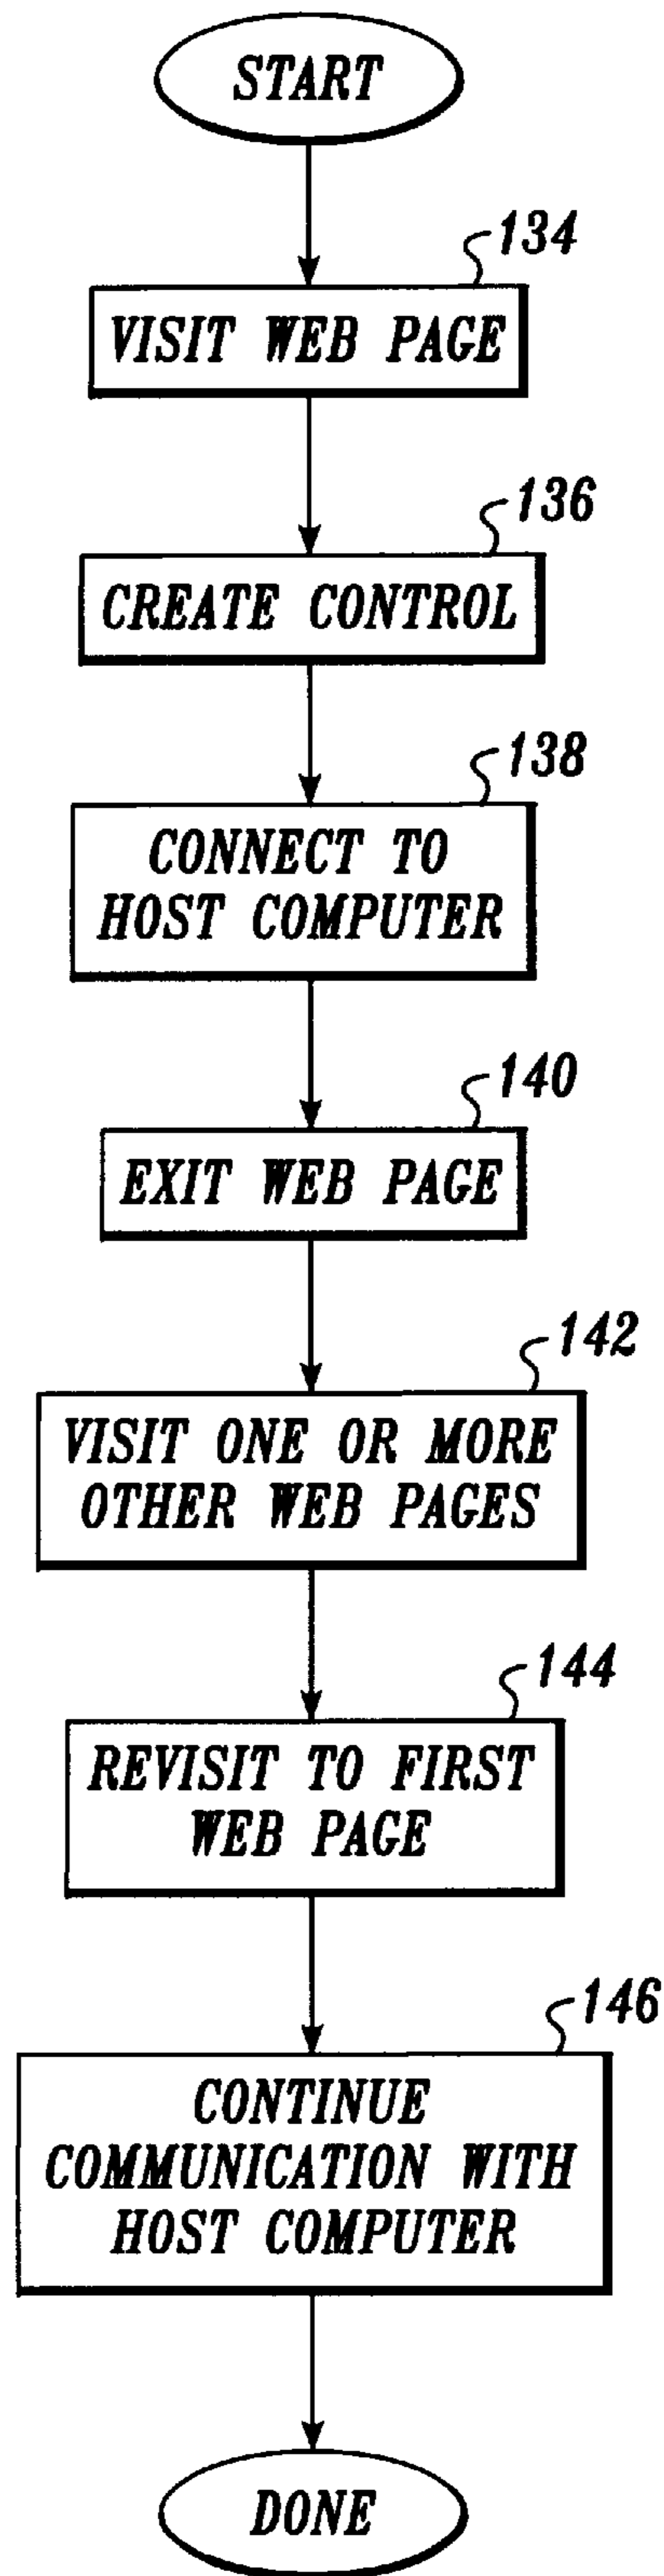 START
134
VISIT WEB PAGE
136
CREATE CONTROL
138
CONNECT TO
HOST COMPUTER
140
EXIT WEB PAGE
142
VISIT ONE OR MORE
OTHER WEB PAGES
144
REVISIT TO FIRST
WEB PAGE
146
CONTINUE
COMMUNICATION WITH
HOST COMPUTER
DONE